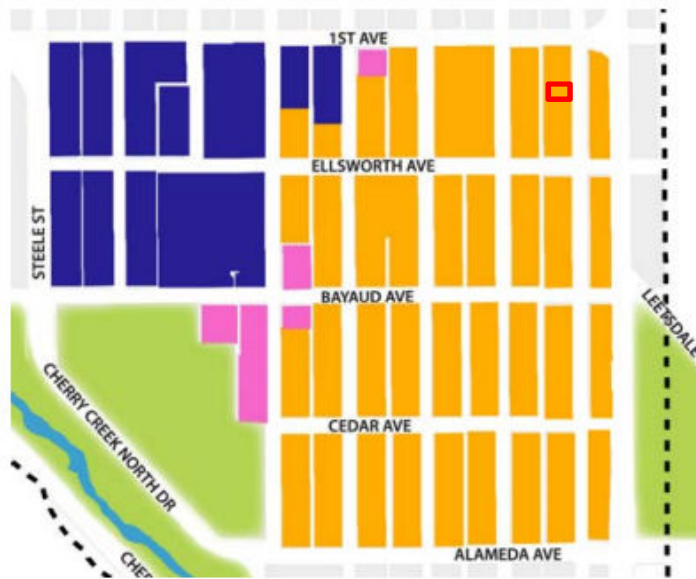 1ST AVE
ELLSWORTH AVE
STEELE ST
BAYAUD AVE
LEETSDALE
CHERRY CREEK NORTH DR
CEDAR AVE
ALAMEDA AVE